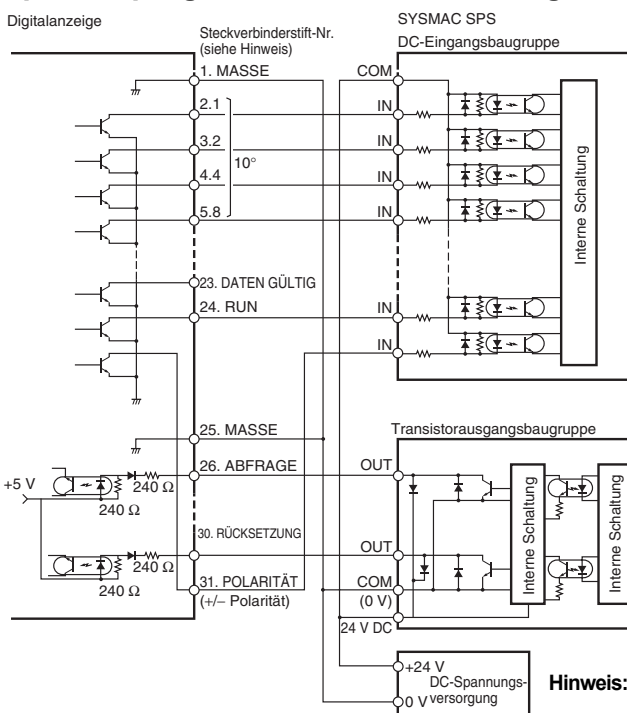 Digitalanzeige
Steckverbinderstift-Nr.
(siehe Hinweis)
SYSMAC SPS
DC-Eingangsbaugruppe
1. MASSE
COM
2.1
IN
3.2
IN
10°
4.4
IN
5.8
IN
Interne Schaltung
23. DATEN GÜLTIG
24. RUN
IN
IN
25. MASSE
Transistorausgangsbaugruppe
26. ABFRAGE
OUT
+5 V
240 Ω
240 Ω
Interne Schaltung
Interne Schaltung
30. RÜCKSETZUNG
OUT
240 Ω
240 Ω
31. POLARITÄT
(+/– Polarität)
COM
(0 V)
24 V DC
+24 V
DC-Spannungs-
versorgung
0 V
Hinweis: